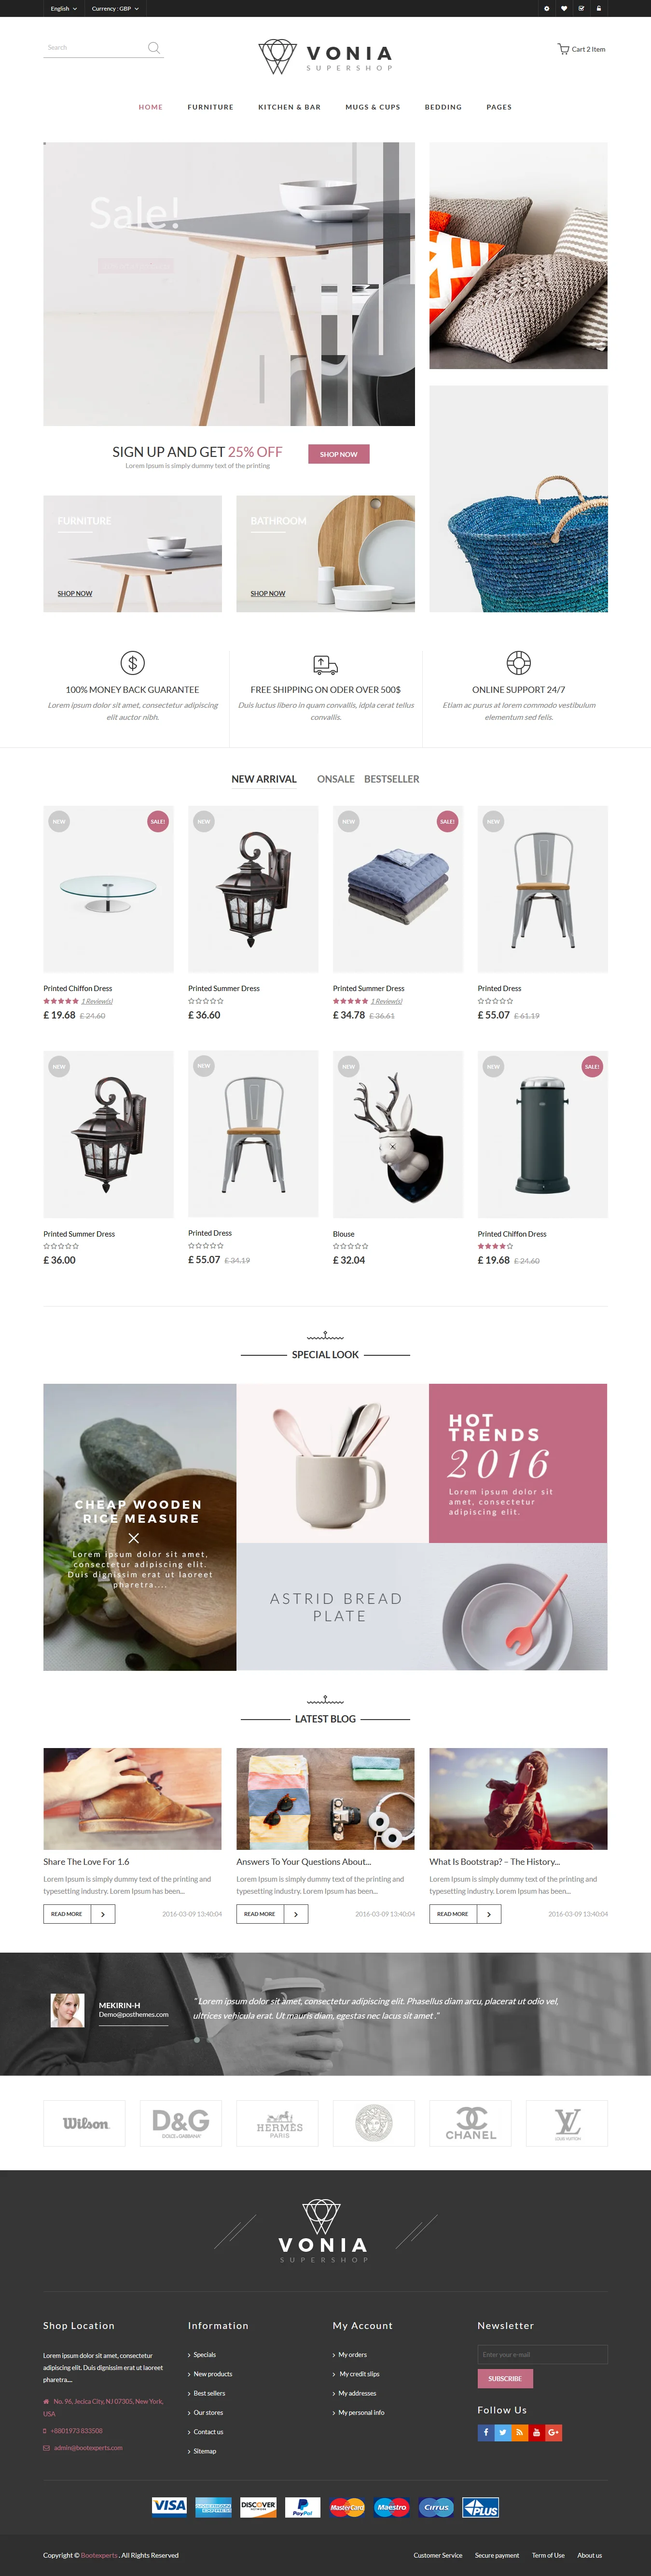 English
Currency : GBP
Search
VONIA
SUPERSHOP
Cart 2 Item
HOME
FURNITURE
KITCHEN & BAR
MUGS & CUPS
BEDDING
PAGES
Sale!
SIGN UP AND GET 25% OFF
Lorem Ipsum is simply dummy text of the printing
SHOP NOW
FURNITURE
SHOP NOW
BATHROOM
SHOP NOW
100% MONEY BACK GUARANTEE
Lorem ipsum dolor sit amet, consectetur adipiscing
elit auctor nibh.
FREE SHIPPING ON ODER OVER 500$
Duis luctus libero in quam convallis, idpla cerat tellus
convallis.
ONLINE SUPPORT 24/7
Etiam ac purus at lorem commodo vestibulum
elementum sed felis.
NEW ARRIVAL
ONSALE
BESTSELLER
NEW
SALE!
NEW
NEW
SALE!
NEW
Printed Chiffon Dress
1 Review(s)
£ 19.68 £ 24.60
Printed Summer Dress
£ 36.60
Printed Summer Dress
1 Review(s)
£ 34.78 £ 36.61
Printed Dress
£ 55.07 £ 61.19
NEW
NEW
NEW
NEW
SALE!
Printed Summer Dress
£ 36.00
Printed Dress
£ 55.07 £ 34.19
Blouse
£ 32.04
Printed Chiffon Dress
£ 19.68 £ 24.60
SPECIAL LOOK
CHEAP WOODEN
RICE MEASURE
Lorem ipsum dolor sit amet,
consectetur adipiscing elit.
Duis dignissim erat ut laoreet
pharetra....
HOT
TRENDS
2016
Lorem ipsum dolor sit
amet, consectetur
adipiscing elit.
ASTRID BREAD
PLATE
LATEST BLOG
Share The Love For 1.6
Lorem Ipsum is simply dummy text of the printing and
typesetting industry. Lorem Ipsum has been...
READ MORE
2016-03-09 13:40:04
Answers To Your Questions About...
Lorem Ipsum is simply dummy text of the printing and
typesetting industry. Lorem Ipsum has been...
READ MORE
2016-03-09 13:40:04
What Is Bootstrap? – The History...
Lorem Ipsum is simply dummy text of the printing and
typesetting industry. Lorem Ipsum has been...
READ MORE
2016-03-09 13:40:04
MEKIRIN-H
Demo@posthemes.com
" Lorem ipsum dolor sit amet, consectetur adipiscing elit. Phasellus diam arcu, placerat ut odio vel,
ultrices vehicula erat. Ut mauris diam, egestas nec lacus sit amet ."
Wilson
D&G
DOLCE & GABBANA
HERMÈS
PARIS
CHANEL
LV
LOUIS VUITTON
VONIA
SUPERSHOP
Shop Location
Lorem ipsum dolor sit amet, consectetur
adipiscing elit. Duis dignissim erat ut laoreet
pharetra....
No. 96, Jecica City, NJ 07305, New York,
USA
+8801973 833508
admin@bootexperts.com
Information
Specials
New products
Best sellers
Our stores
Contact us
Sitemap
My Account
My orders
My credit slips
My addresses
My personal info
Newsletter
Enter your e-mail
SUBSCRIBE
Follow Us
VISA
AMERICAN EXPRESS
DISCOVER
PayPal
MasterCard
Maestro
Cirrus
PLUS
Copyright © Bootexperts . All Rights Reserved
Customer Service
Secure payment
Term of Use
About us